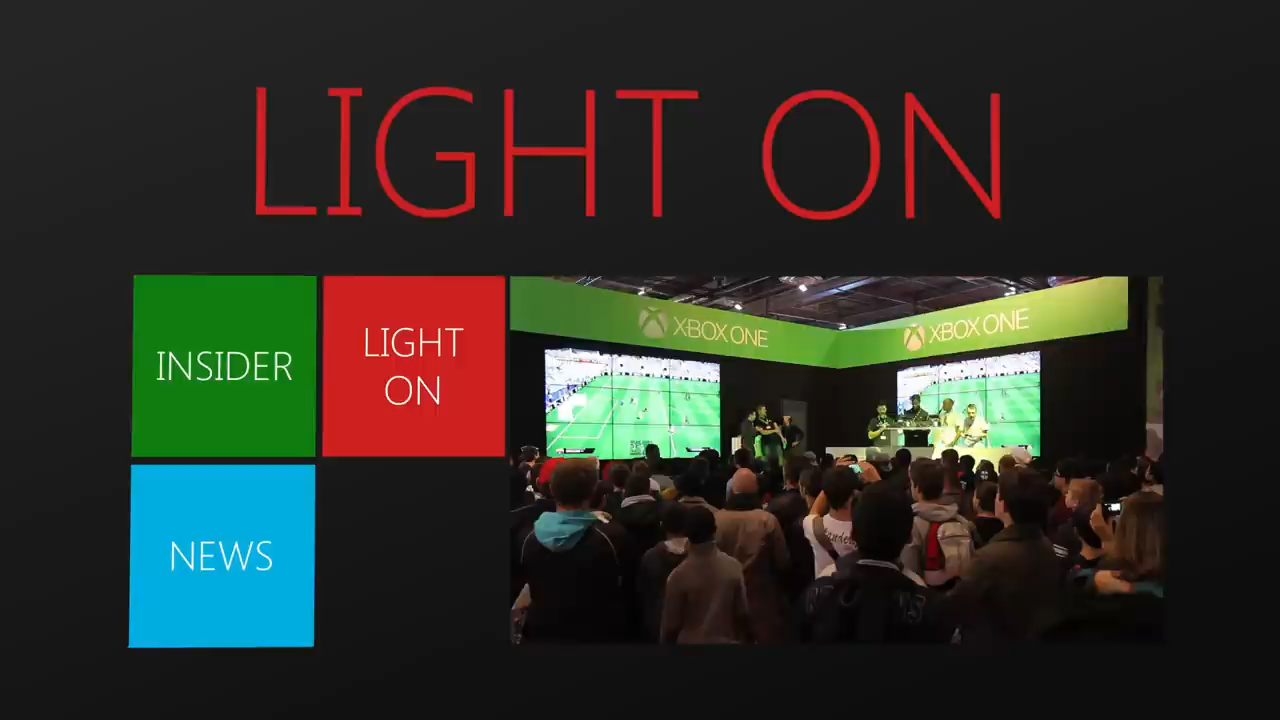 LIGHT ON
INSIDER
LIGHT
ON
NEWS
XBOX ONE
XBOX ONE